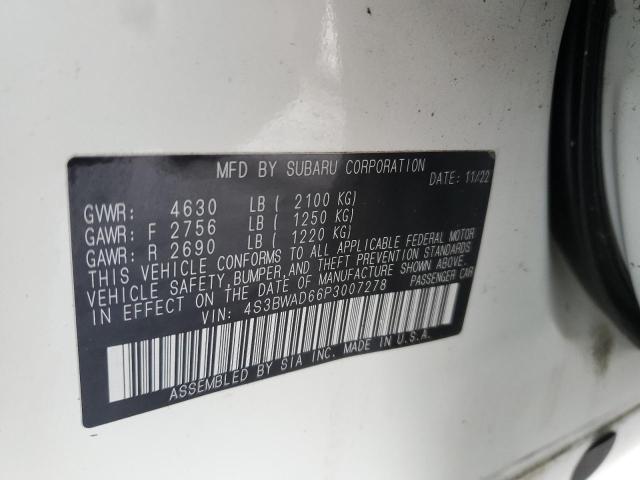 MFD BY SUBARU CORPORATION
DATE: 11/22
GVWR: 4630 LB ( 2100 KG)
GAWR: F 2756 LB ( 1250 KG)
GAWR: R 2690 LB ( 1220 KG)
THIS VEHICLE CONFORMS TO ALL APPLICABLE FEDERAL MOTOR
VEHICLE SAFETY, BUMPER, AND THEFT PREVENTION STANDARDS
IN EFFECT ON THE DATE OF MANUFACTURE SHOWN ABOVE.
VIN: 4S3BWAD66P3007278 PASSENGER CAR
ASSEMBLED BY SIA INC. MADE IN U.S.A.